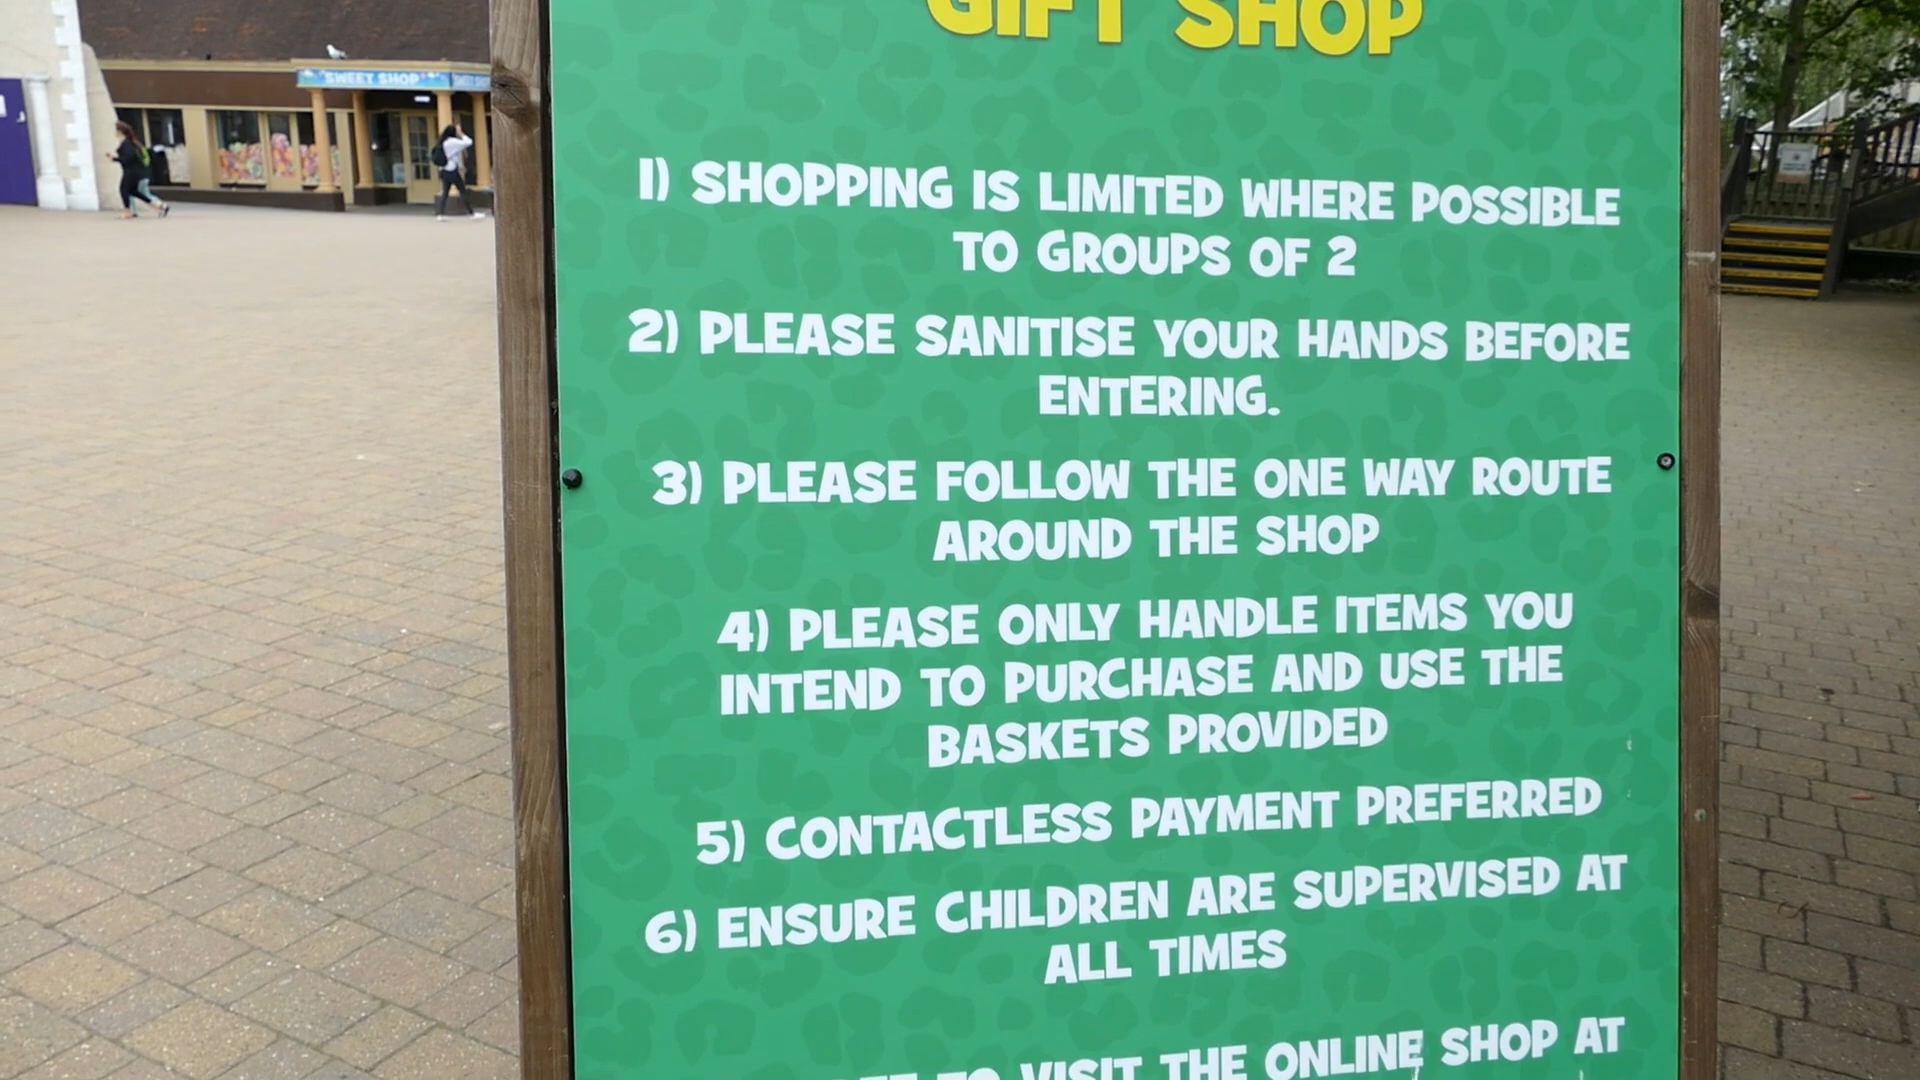 GIFT SHOP
SWEET SHOP
1) SHOPPING IS LIMITED WHERE POSSIBLE
TO GROUPS OF 2
2) PLEASE SANITISE YOUR HANDS BEFORE
ENTERING.
3) PLEASE FOLLOW THE ONE WAY ROUTE
AROUND THE SHOP
4) PLEASE ONLY HANDLE ITEMS YOU
INTEND TO PURCHASE AND USE THE
BASKETS PROVIDED
5) CONTACTLESS PAYMENT PREFERRED
6) ENSURE CHILDREN ARE SUPERVISED AT
ALL TIMES
TO VISIT THE ONLINE SHOP AT